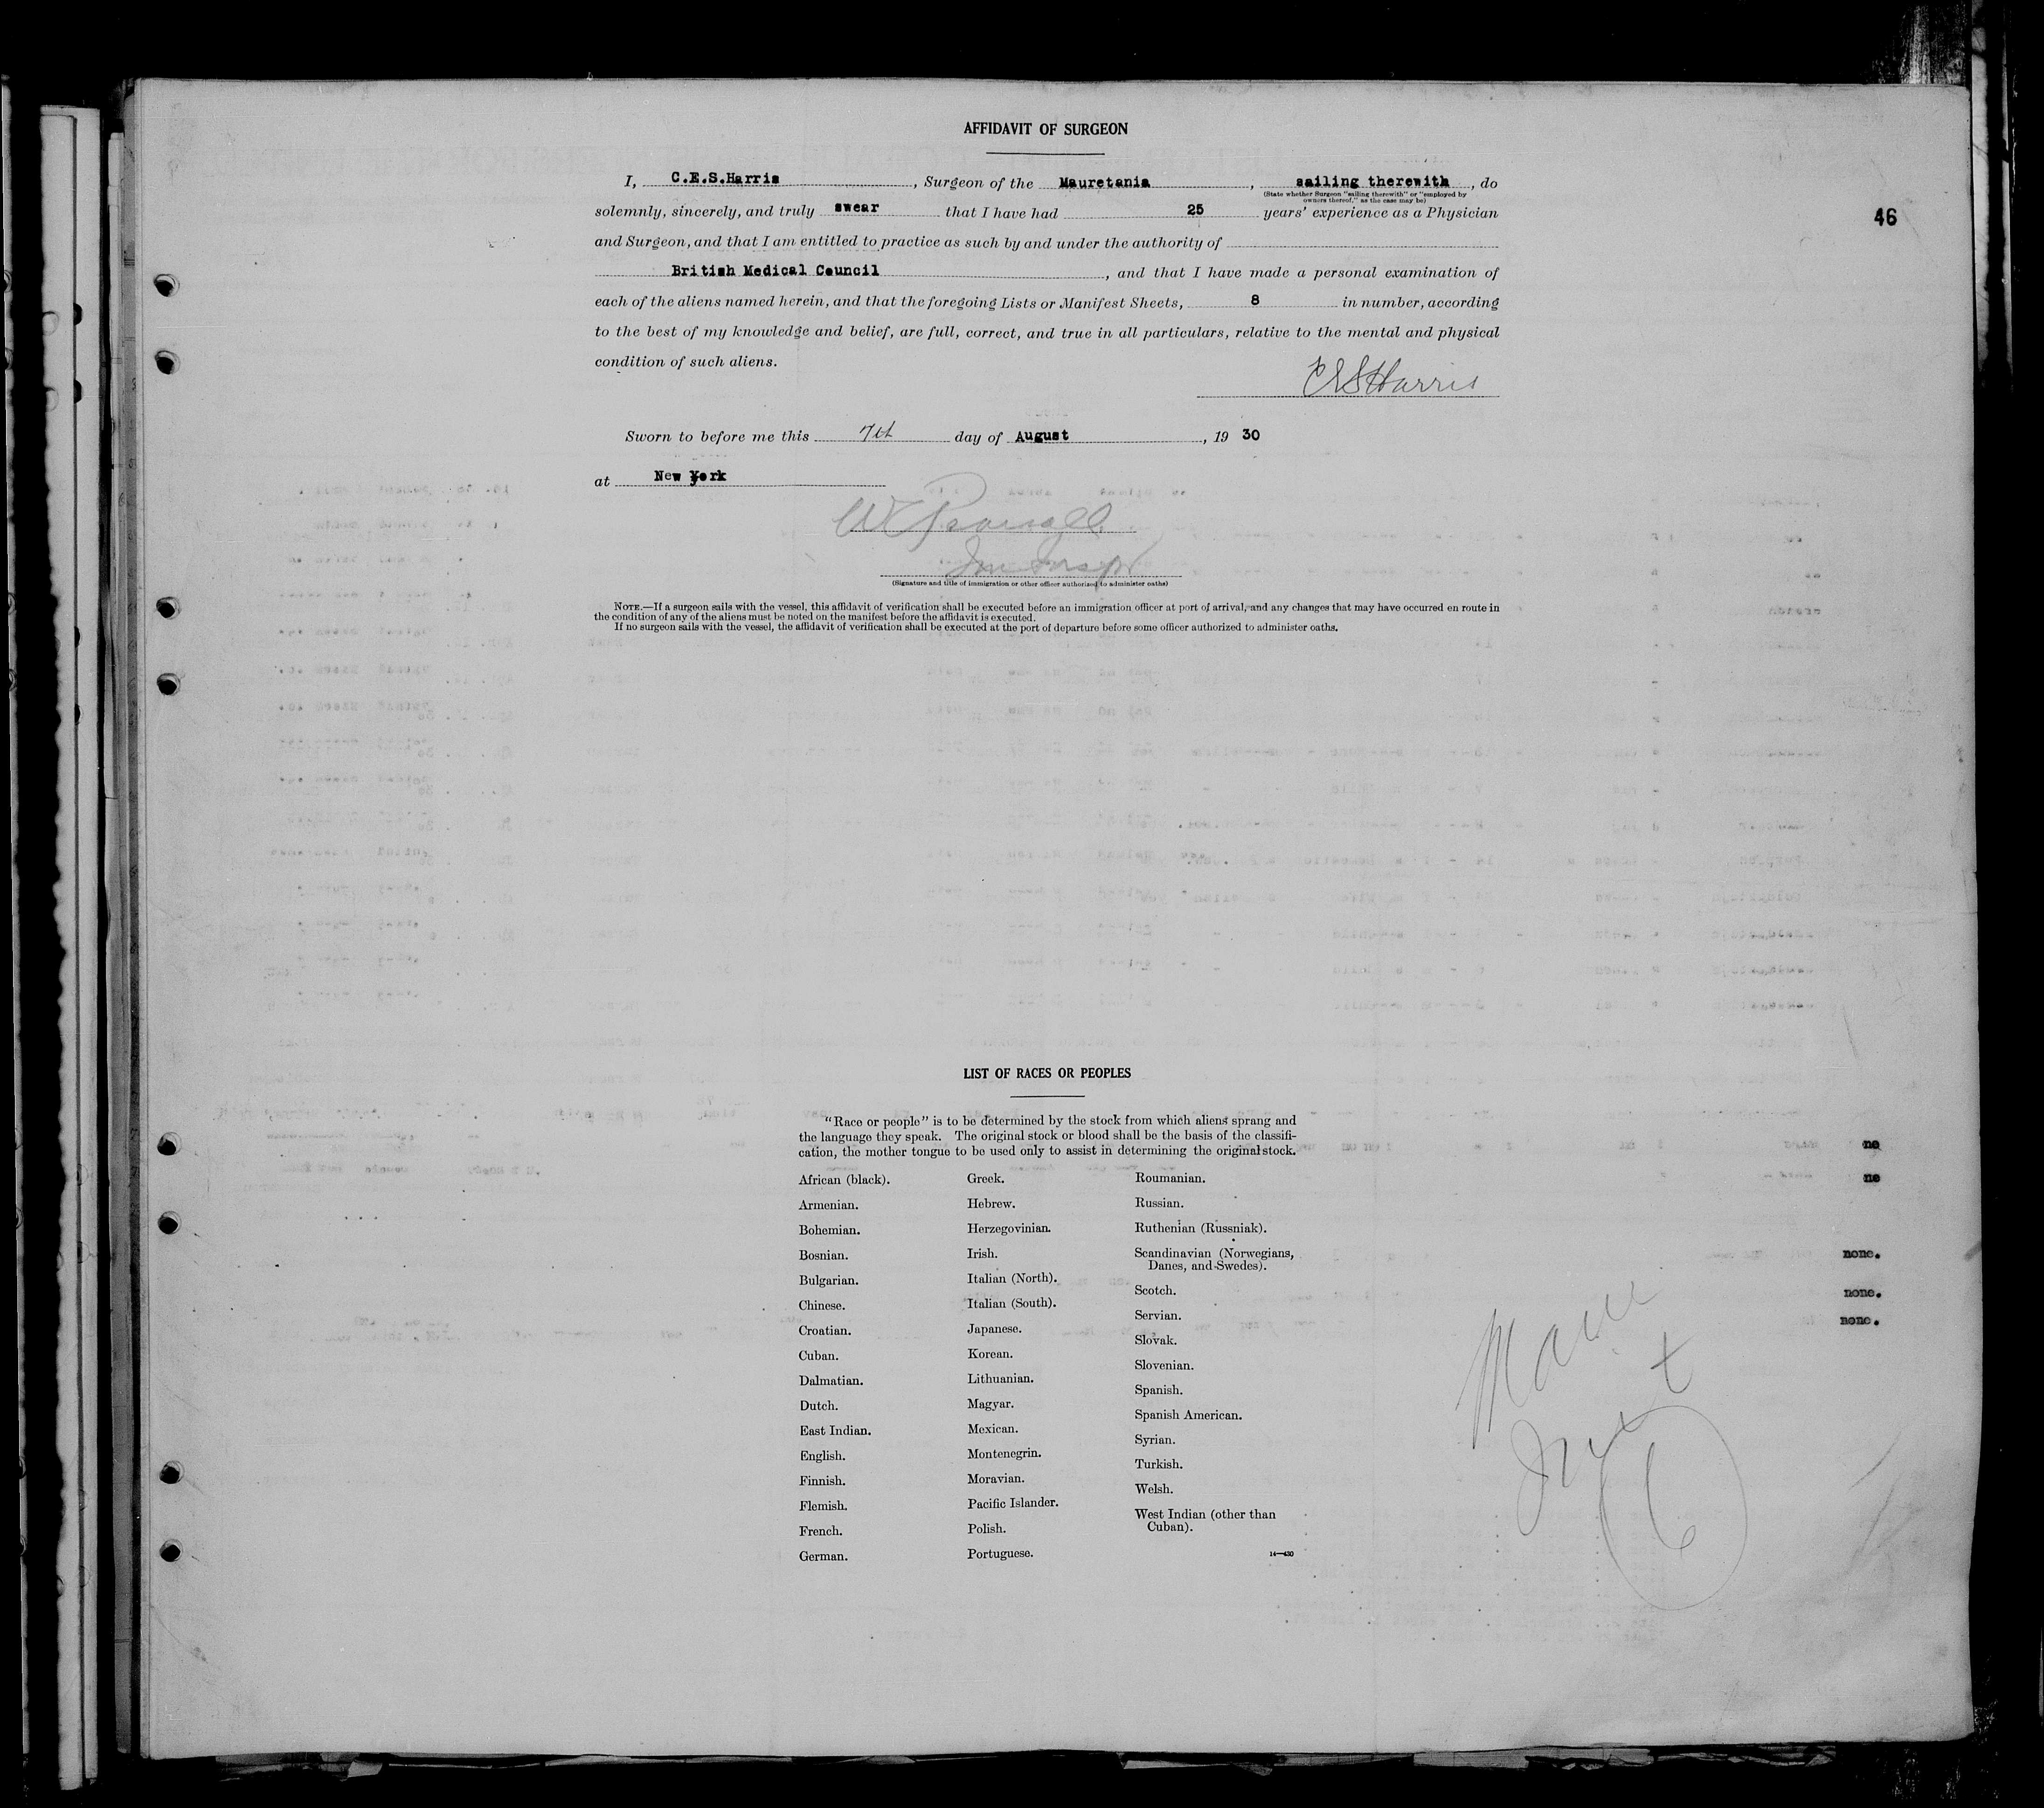 AFFIDAVIT OF SURGEON
I, C.E.S.Harris, Surgeon of the Mauretania, sailing therewith, do
(State whether Surgeon "sailing therewith" or "employed by
owners thereof," as the case may be)
solemnly, sincerely, and truly swear that I have had 25 years' experience as a Physician
46
and Surgeon, and that I am entitled to practice as such by and under the authority of
British Medical Council, and that I have made a personal examination of
each of the aliens named herein, and that the foregoing Lists or Manifest Sheets, 8 in number, according
to the best of my knowledge and belief, are full, correct, and true in all particulars, relative to the mental and physical
condition of such aliens.
CESHarris
Sworn to before me this 7th day of August, 19 30
at New York
(Signature and title of immigration or other officer authorized to administer oaths)
NOTE.—If a surgeon sails with the vessel, this affidavit of verification shall be executed before an immigration officer at port of arrival, and any changes that may have occurred en route in
the condition of any of the aliens must be noted on the manifest before the affidavit is executed.
If no surgeon sails with the vessel, the affidavit of verification shall be executed at the port of departure before some officer authorized to administer oaths.
LIST OF RACES OR PEOPLES
"Race or people" is to be determined by the stock from which aliens sprang and
the language they speak. The original stock or blood shall be the basis of the classifi-
cation, the mother tongue to be used only to assist in determining the original stock.
African (black).
Armenian.
Bohemian.
Bosnian.
Bulgarian.
Chinese.
Croatian.
Cuban.
Dalmatian.
Dutch.
East Indian.
English.
Finnish.
Flemish.
French.
German.
Greek.
Hebrew.
Herzegovinian.
Irish.
Italian (North).
Italian (South).
Japanese.
Korean.
Lithuanian.
Magyar.
Mexican.
Montenegrin.
Moravian.
Pacific Islander.
Polish.
Portuguese.
Roumanian.
Russian.
Ruthenian (Russniak).
Scandinavian (Norwegians,
Danes, and Swedes).
Scotch.
Servian.
Slovak.
Slovenian.
Spanish.
Spanish American.
Syrian.
Turkish.
Welsh.
West Indian (other than
Cuban).
14—430
no
no
none.
none.
none.
6